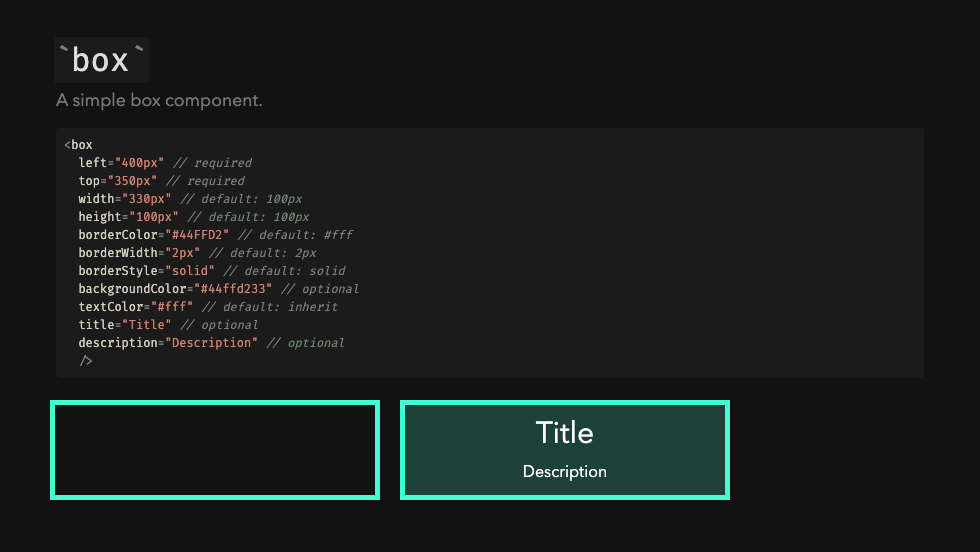 `box`
A simple box component.
<box
left="400px" // required
top="350px" // required
width="330px" // default: 100px
height="100px" // default: 100px
borderColor="#44FFD2" // default: #fff
borderWidth="2px" // default: 2px
borderStyle="solid" // default: solid
backgroundColor="#44ffd233" // optional
textColor="#fff" // default: inherit
title="Title" // optional
description="Description" // optional
/>
Title
Description